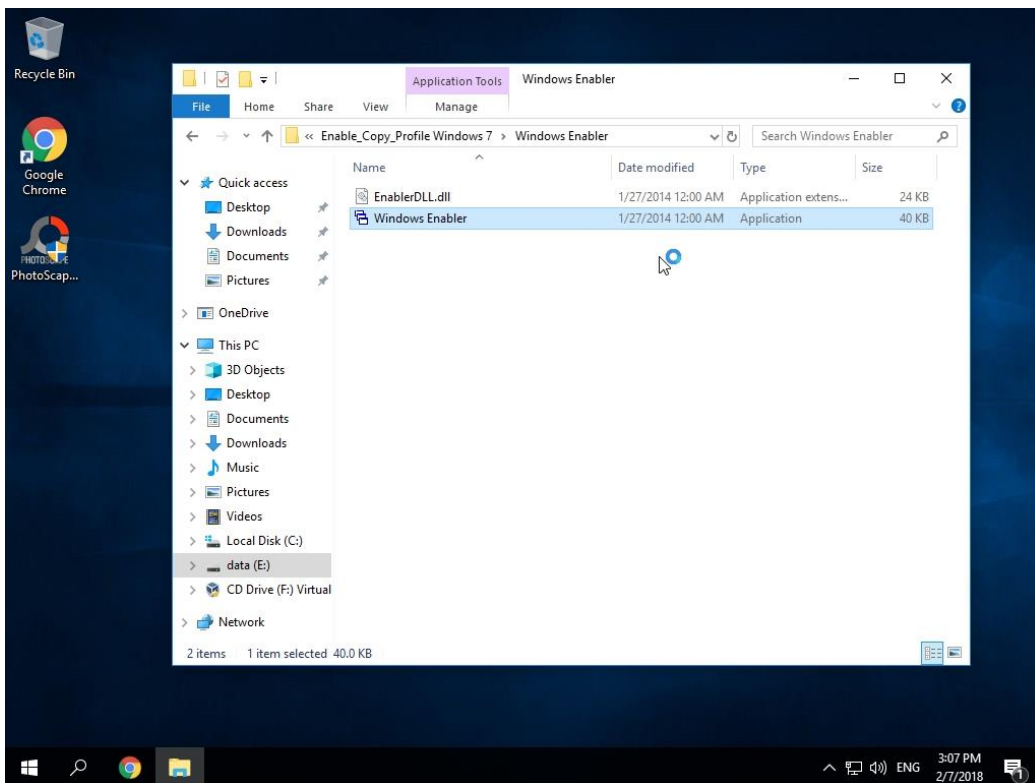 Recycle Bin
Google
Chrome
PhotoScap...
Application Tools Windows Enabler
File Home Share View Manage
« Enable_Copy_Profile Windows 7 › Windows Enabler Search Windows Enabler
Name Date modified Type Size
EnablerDLL.dll 1/27/2014 12:00 AM Application extens... 24 KB
Windows Enabler 1/27/2014 12:00 AM Application 40 KB
Quick access
Desktop
Downloads
Documents
Pictures
OneDrive
This PC
3D Objects
Desktop
Documents
Downloads
Music
Pictures
Videos
Local Disk (C:)
data (E:)
CD Drive (F:) Virtual
Network
2 items 1 item selected 40.0 KB
ENG
3:07 PM
2/7/2018
1